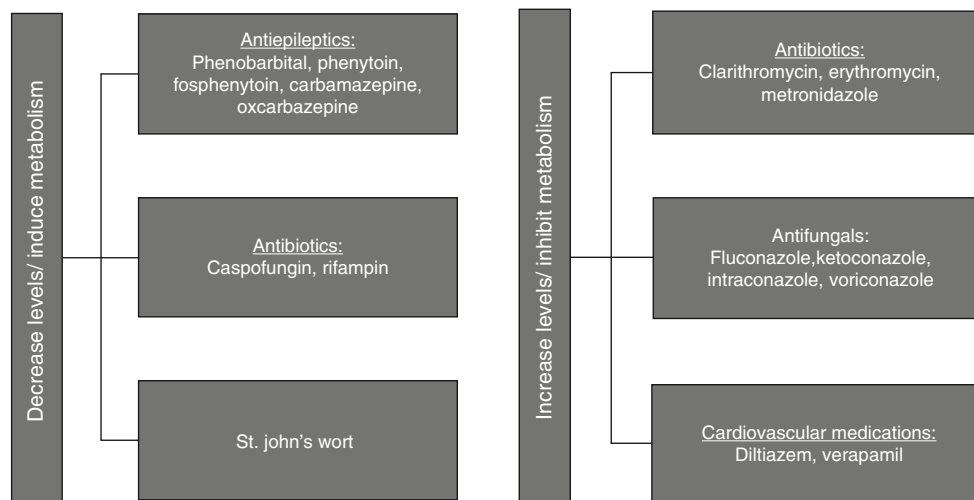 Decrease levels/ induce metabolism
Antiepileptics:
Phenobarbital, phenytoin,
fosphenytoin, carbamazepine,
oxcarbazepine
Antibiotics:
Caspofungin, rifampin
St. john's wort
Increase levels/ inhibit metabolism
Antibiotics:
Clarithromycin, erythromycin,
metronidazole
Antifungals:
Fluconazole,ketoconazole,
intraconazole, voriconazole
Cardiovascular medications:
Diltiazem, verapamil